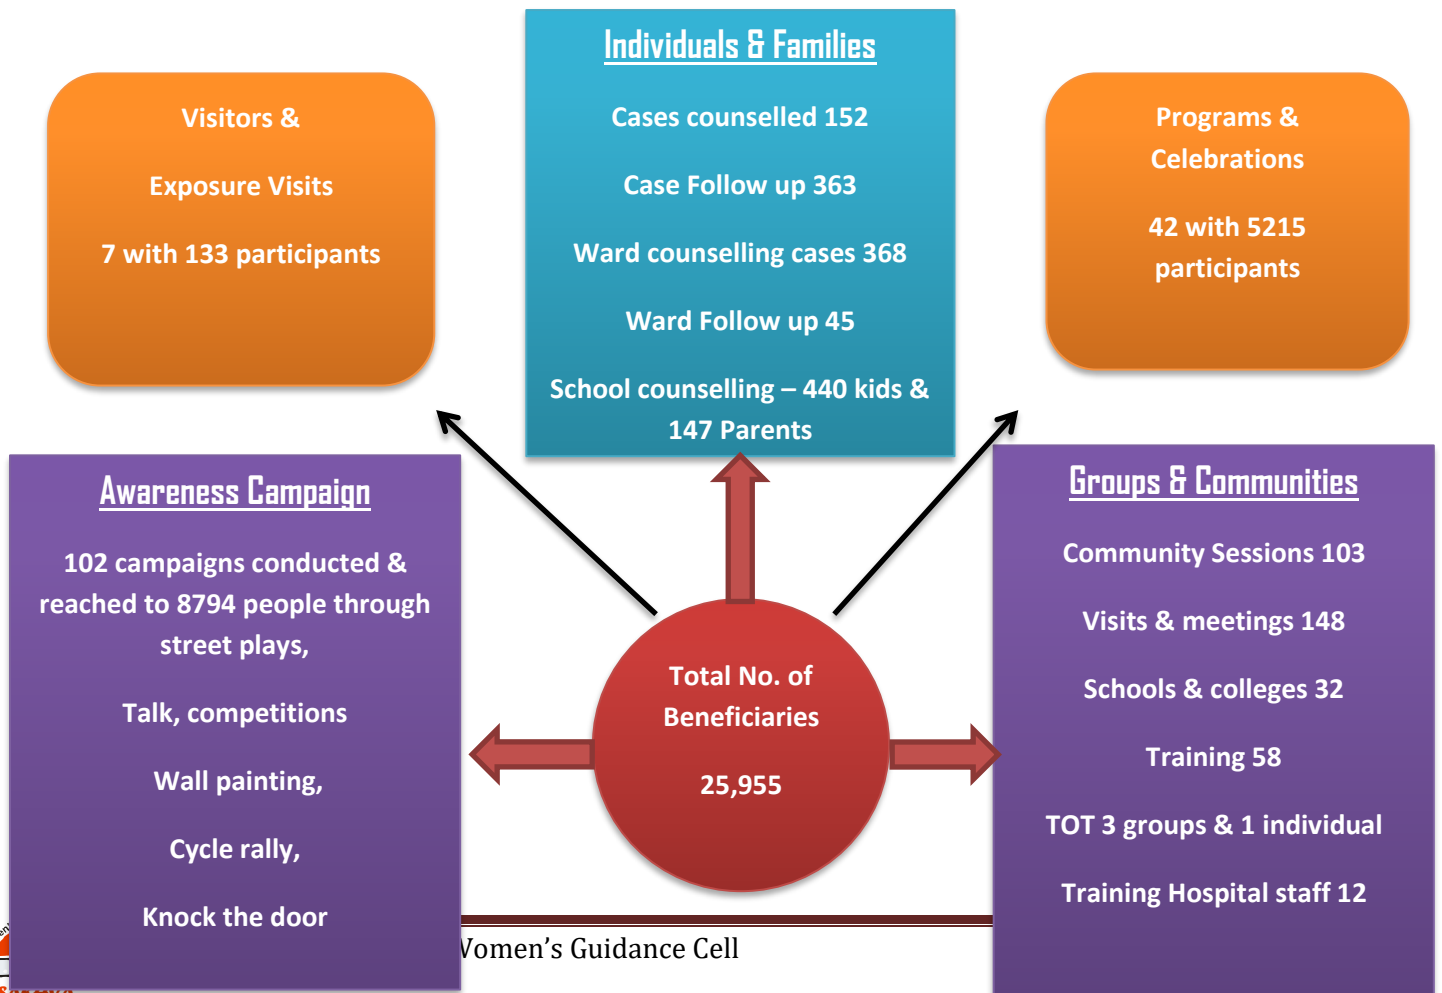 Individuals & Families
Cases counselled 152
Case Follow up 363
Ward counselling cases 368
Ward Follow up 45
School counselling – 440 kids &
147 Parents
Visitors &
Exposure Visits
7 with 133 participants
Programs &
Celebrations
42 with 5215
participants
Awareness Campaign
102 campaigns conducted &
reached to 8794 people through
street plays,
Talk, competitions
Wall painting,
Cycle rally,
Knock the door
Total No. of
Beneficiaries
25,955
Groups & Communities
Community Sessions 103
Visits & meetings 148
Schools & colleges 32
Training 58
TOT 3 groups & 1 individual
Training Hospital staff 12
Women's Guidance Cell